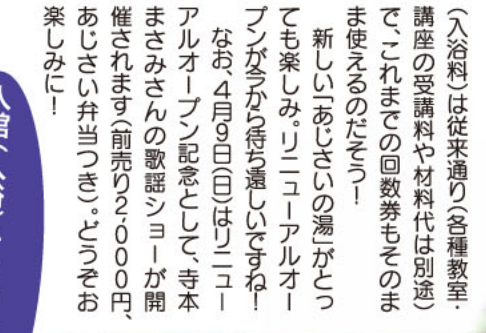 (入浴料)は従来通り(各種教室・
講座の受講料や材料代は別途)
で、これまでの回数券もそのま
ま使えるのだそう!
新しい「あじさいの湯」がとっ
ても楽しみ。リニューアルオー
プンが今から待ち遠しいですね!
なお、4月9日(日)はリニュー
アルオープン記念として、寺本
まさみさんの歌謡ショーが開
催されます(前売り2,000円、
あじさい弁当つき)。どうぞお
楽しみに!